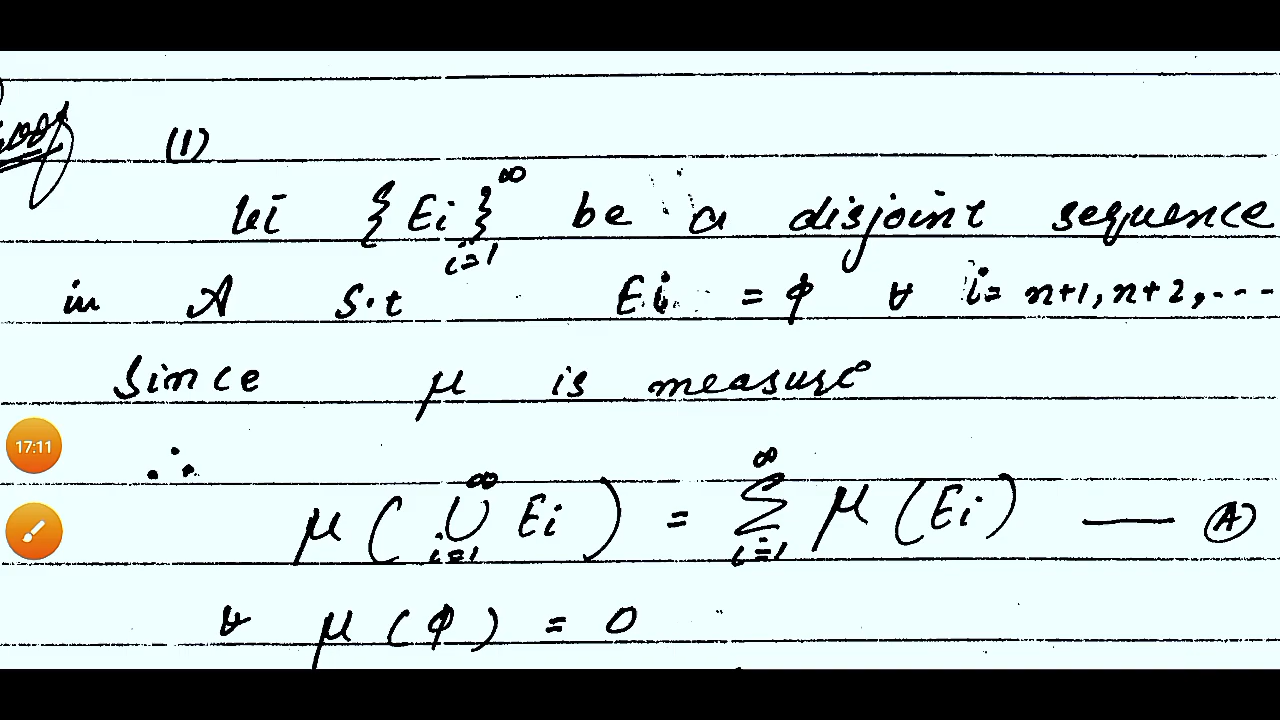 Proof (1)
Let {Ei}∞i=1 be a disjoint sequence
in A s.t Ei = φ ∀ i= n+1, n+2, ...
Since μ is measure
17:11
∴
μ(∞∪i=1 Ei) = ∞Σi=1 μ(Ei) — (A)
∀ μ(φ) = 0